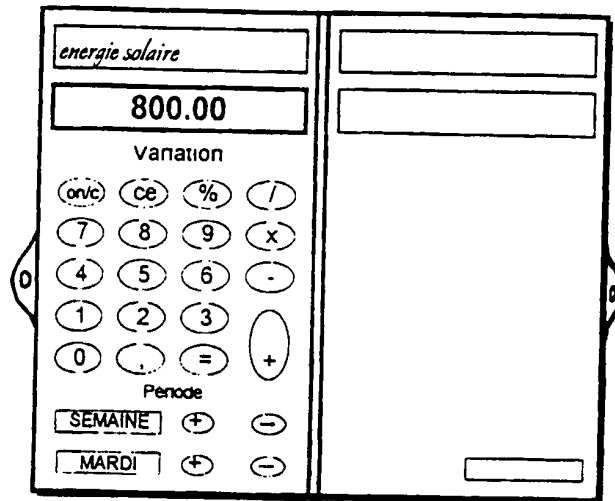 energie solaire
800.00
Variation
on/c ce % /
7 8 9 x
4 5 6 -
1 2 3
0 , = +
Période
SEMAINE + -
MARDI + -